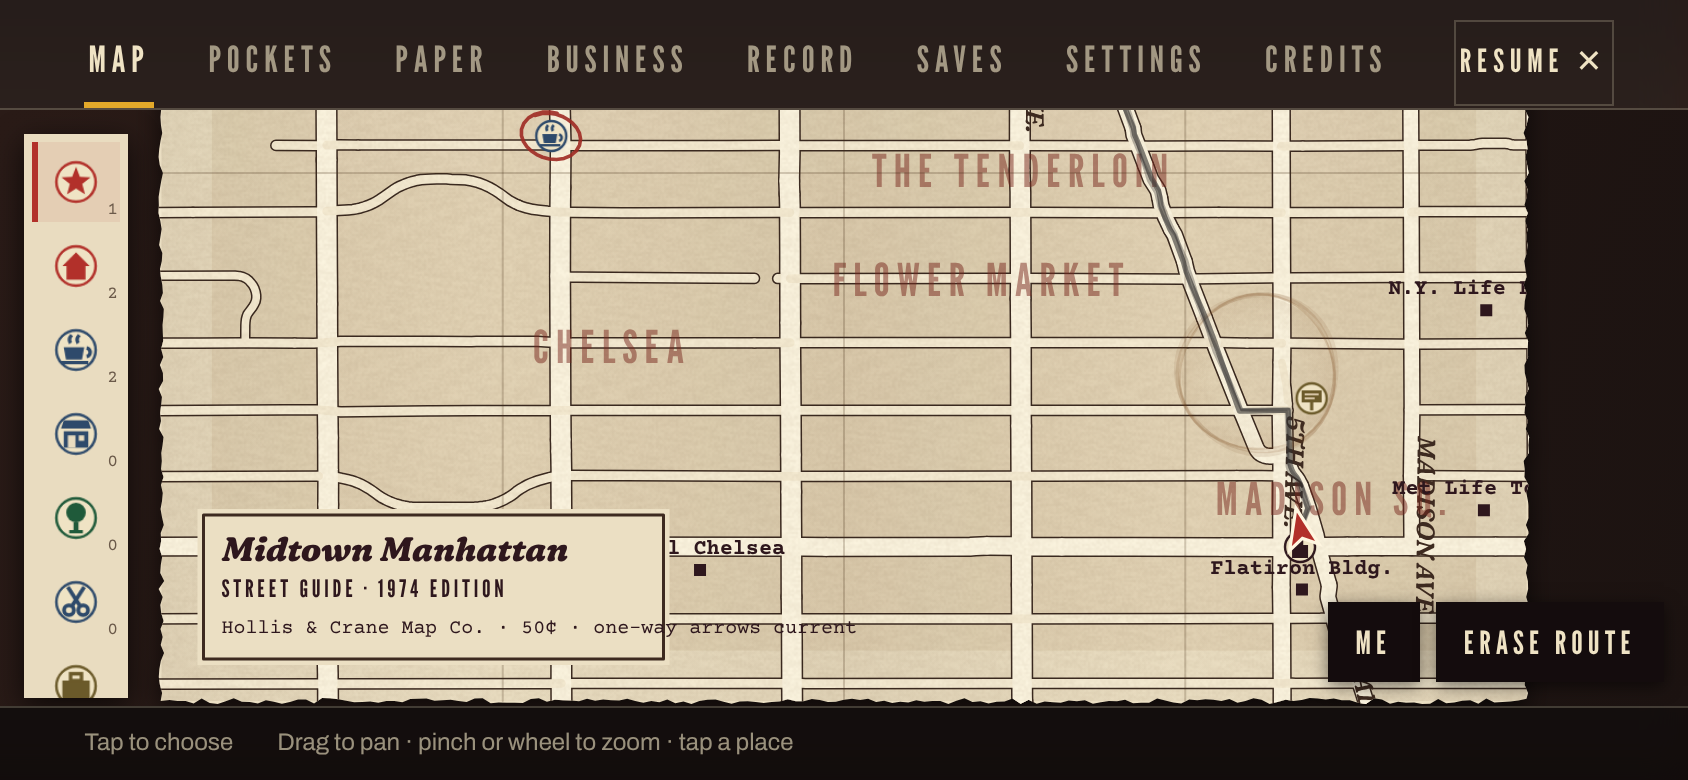 MAP POCKETS PAPER BUSINESS RECORD SAVES SETTINGS CREDITS RESUME ✕
E.
1
THE TENDERLOIN
2
FLOWER MARKET
N.Y. Life
CHELSEA
2
5TH AVE.
MADISON AVE
0
MADISON SQ.
Met Life
0
Chelsea
Flatiron Bldg.
Midtown Manhattan
STREET GUIDE · 1974 EDITION
Hollis & Crane Map Co. · 50¢ · one-way arrows current
0
ME
ERASE ROUTE
Tap to choose
Drag to pan · pinch or wheel to zoom · tap a place